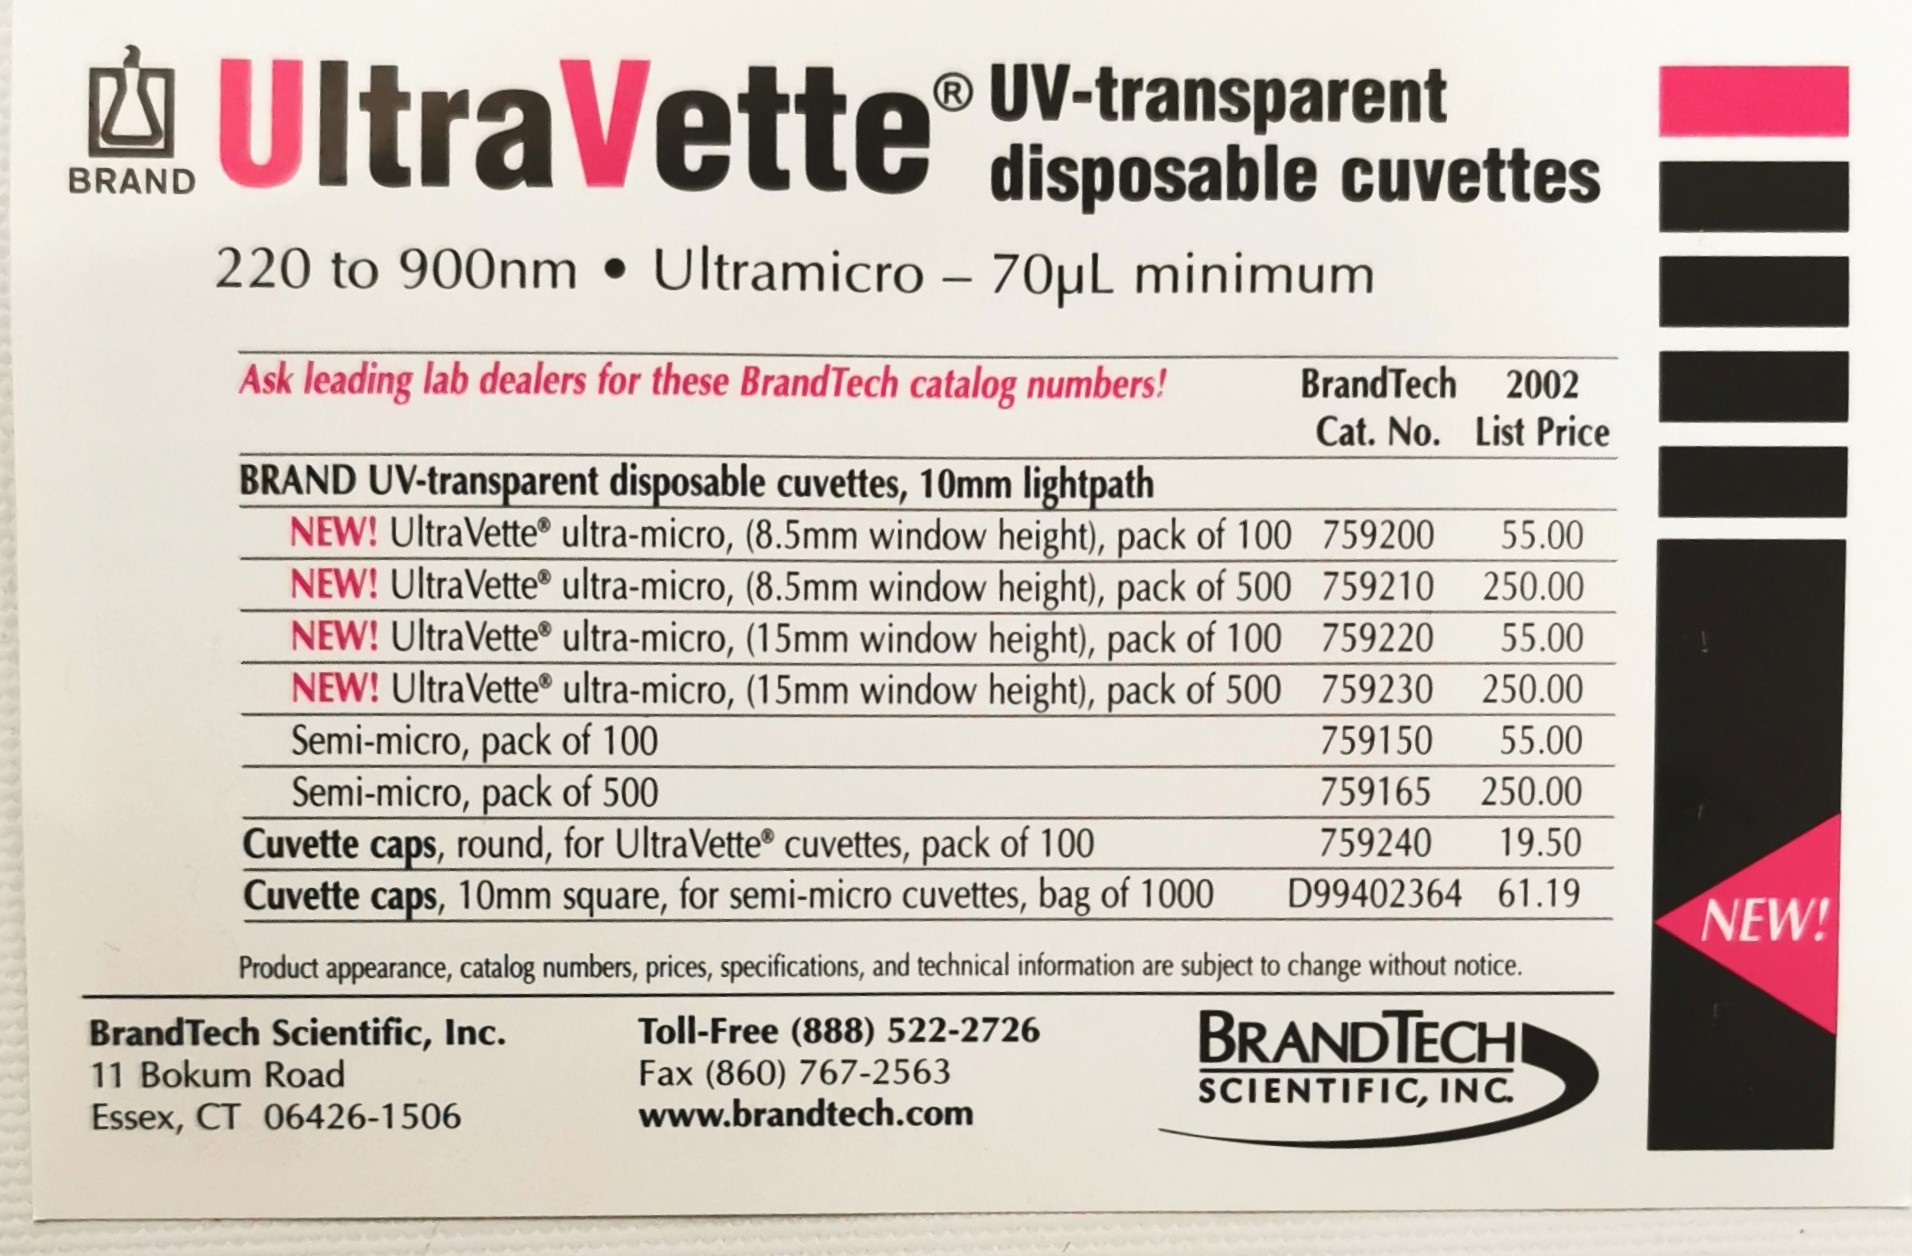 BRAND
UltraVette® UV-transparent
disposable cuvettes
220 to 900nm • Ultramicro – 70µL minimum
Ask leading lab dealers for these BrandTech catalog numbers! BrandTech 2002
Cat. No. List Price
BRAND UV-transparent disposable cuvettes, 10mm lightpath
NEW! UltraVette® ultra-micro, (8.5mm window height), pack of 100 759200 55.00
NEW! UltraVette® ultra-micro, (8.5mm window height), pack of 500 759210 250.00
NEW! UltraVette® ultra-micro, (15mm window height), pack of 100 759220 55.00
NEW! UltraVette® ultra-micro, (15mm window height), pack of 500 759230 250.00
Semi-micro, pack of 100 759150 55.00
Semi-micro, pack of 500 759165 250.00
Cuvette caps, round, for UltraVette® cuvettes, pack of 100 759240 19.50
Cuvette caps, 10mm square, for semi-micro cuvettes, bag of 1000 D99402364 61.19
NEW!
Product appearance, catalog numbers, prices, specifications, and technical information are subject to change without notice.
BrandTech Scientific, Inc.
11 Bokum Road
Essex, CT 06426-1506
Toll-Free (888) 522-2726
Fax (860) 767-2563
www.brandtech.com
BRANDTECH
SCIENTIFIC, INC.